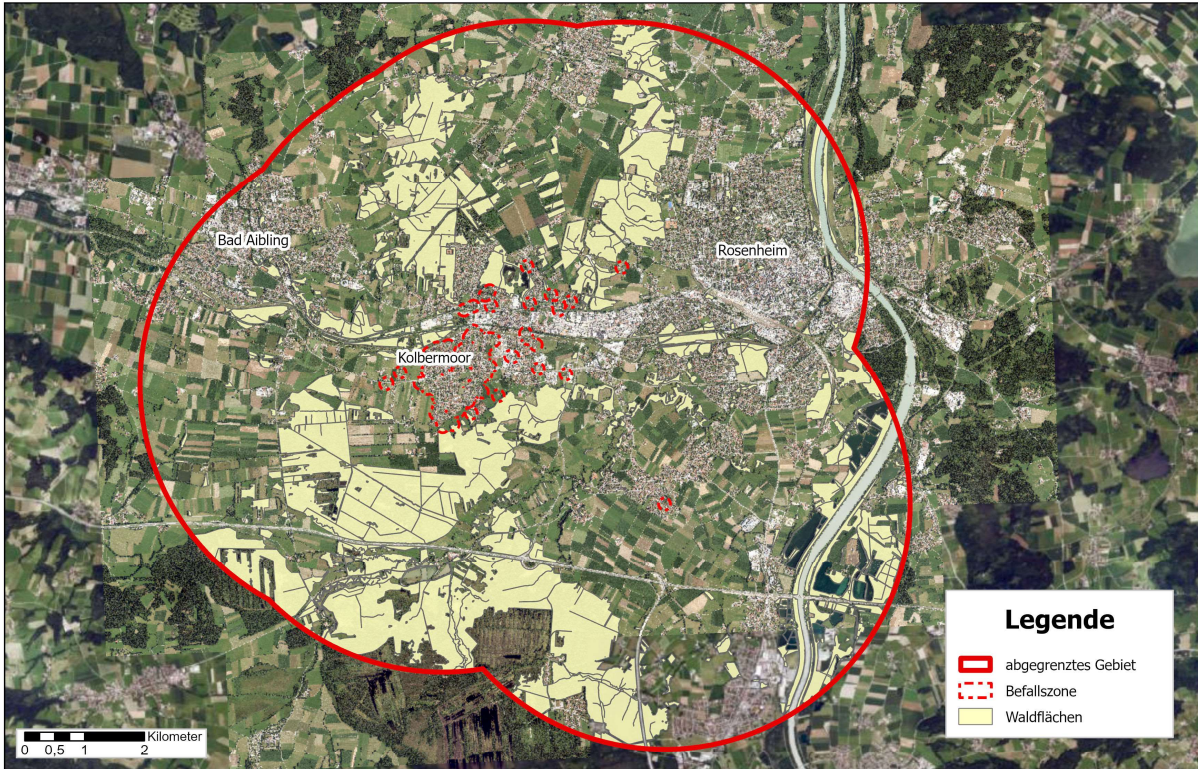 Bad Aibling
Rosenheim
Kolbermoor
Legende
abgegrenztes Gebiet
Befallszone
Waldflächen
Kilometer
0 0,5 1 2